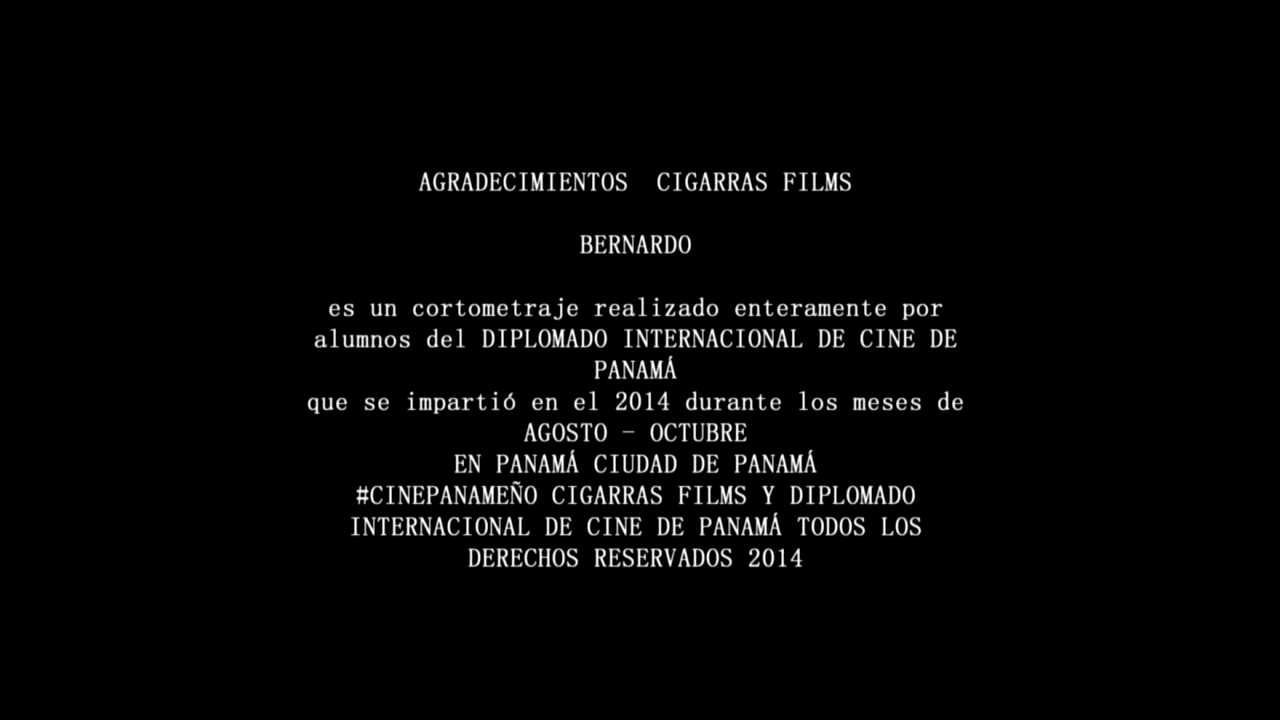 AGRADECIMIENTOS  CIGARRAS FILMS
BERNARDO
es un cortometraje realizado enteramente por
alumnos del DIPLOMADO INTERNACIONAL DE CINE DE
PANAMÁ
que se impartió en el 2014 durante los meses de
AGOSTO - OCTUBRE
EN PANAMÁ CIUDAD DE PANAMÁ
#CINEPANAMEÑO CIGARRAS FILMS Y DIPLOMADO
INTERNACIONAL DE CINE DE PANAMÁ TODOS LOS
DERECHOS RESERVADOS 2014